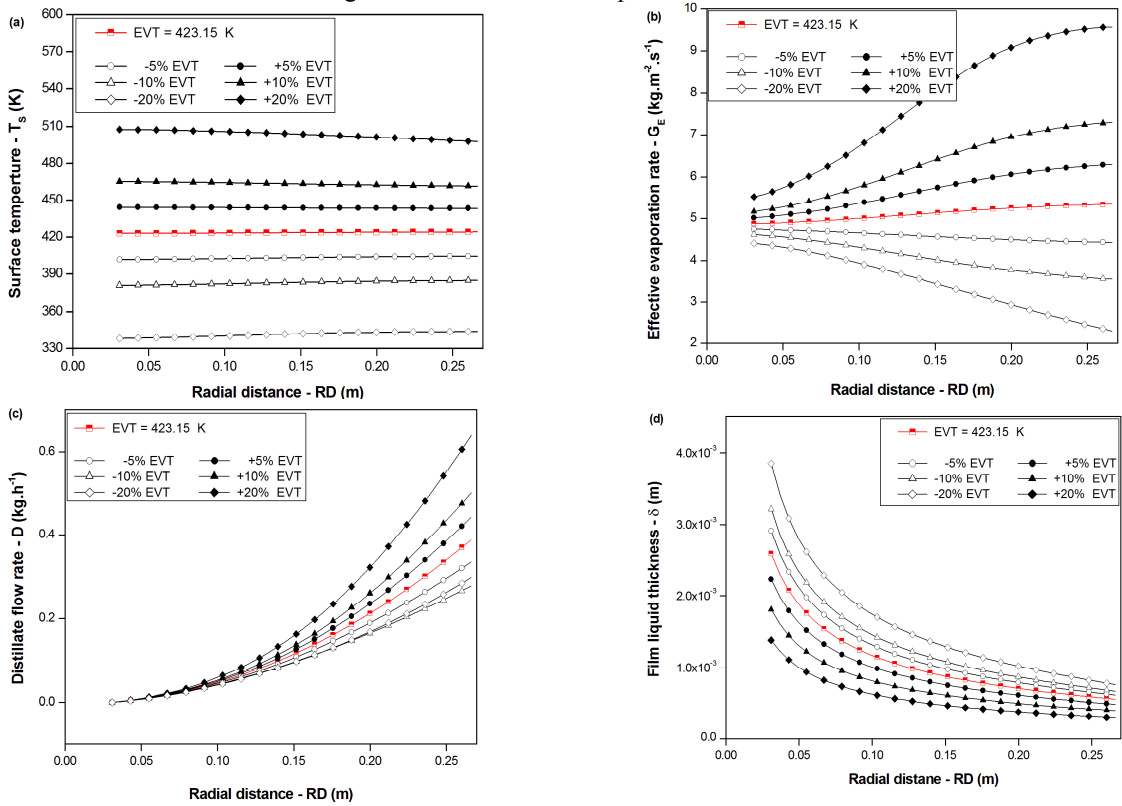 (a)
600
570
540
510
480
450
420
390
360
330
Surface temperture - T_S (K)
EVT = 423.15 K
-5% EVT +5% EVT
-10% EVT +10% EVT
-20% EVT +20% EVT
0.00 0.05 0.10 0.15 0.20 0.25
Radial distance - RD (m)
(b)
10
9
8
7
6
5
4
3
2
Effective evaporation rate - G_E (kg.m⁻².s⁻¹)
EVT = 423.15 K
-5% EVT +5% EVT
-10% EVT +10% EVT
-20% EVT +20% EVT
0.00 0.05 0.10 0.15 0.20 0.25
Radial distance - RD (m)
(c)
0.6
0.4
0.2
0.0
Distillate flow rate - D (kg.h⁻¹)
EVT = 423.15 K
-5% EVT +5% EVT
-10% EVT +10% EVT
-20% EVT +20% EVT
0.00 0.05 0.10 0.15 0.20 0.25
Radial distance - RD (m)
(d)
4.0x10⁻³
3.0x10⁻³
2.0x10⁻³
1.0x10⁻³
0.0
Film liquid thickness - δ (m)
EVT = 423.15 K
-5% EVT +5% EVT
-10% EVT +10% EVT
-20% EVT +20% EVT
0.00 0.05 0.10 0.15 0.20 0.25
Radial distane - RD (m)